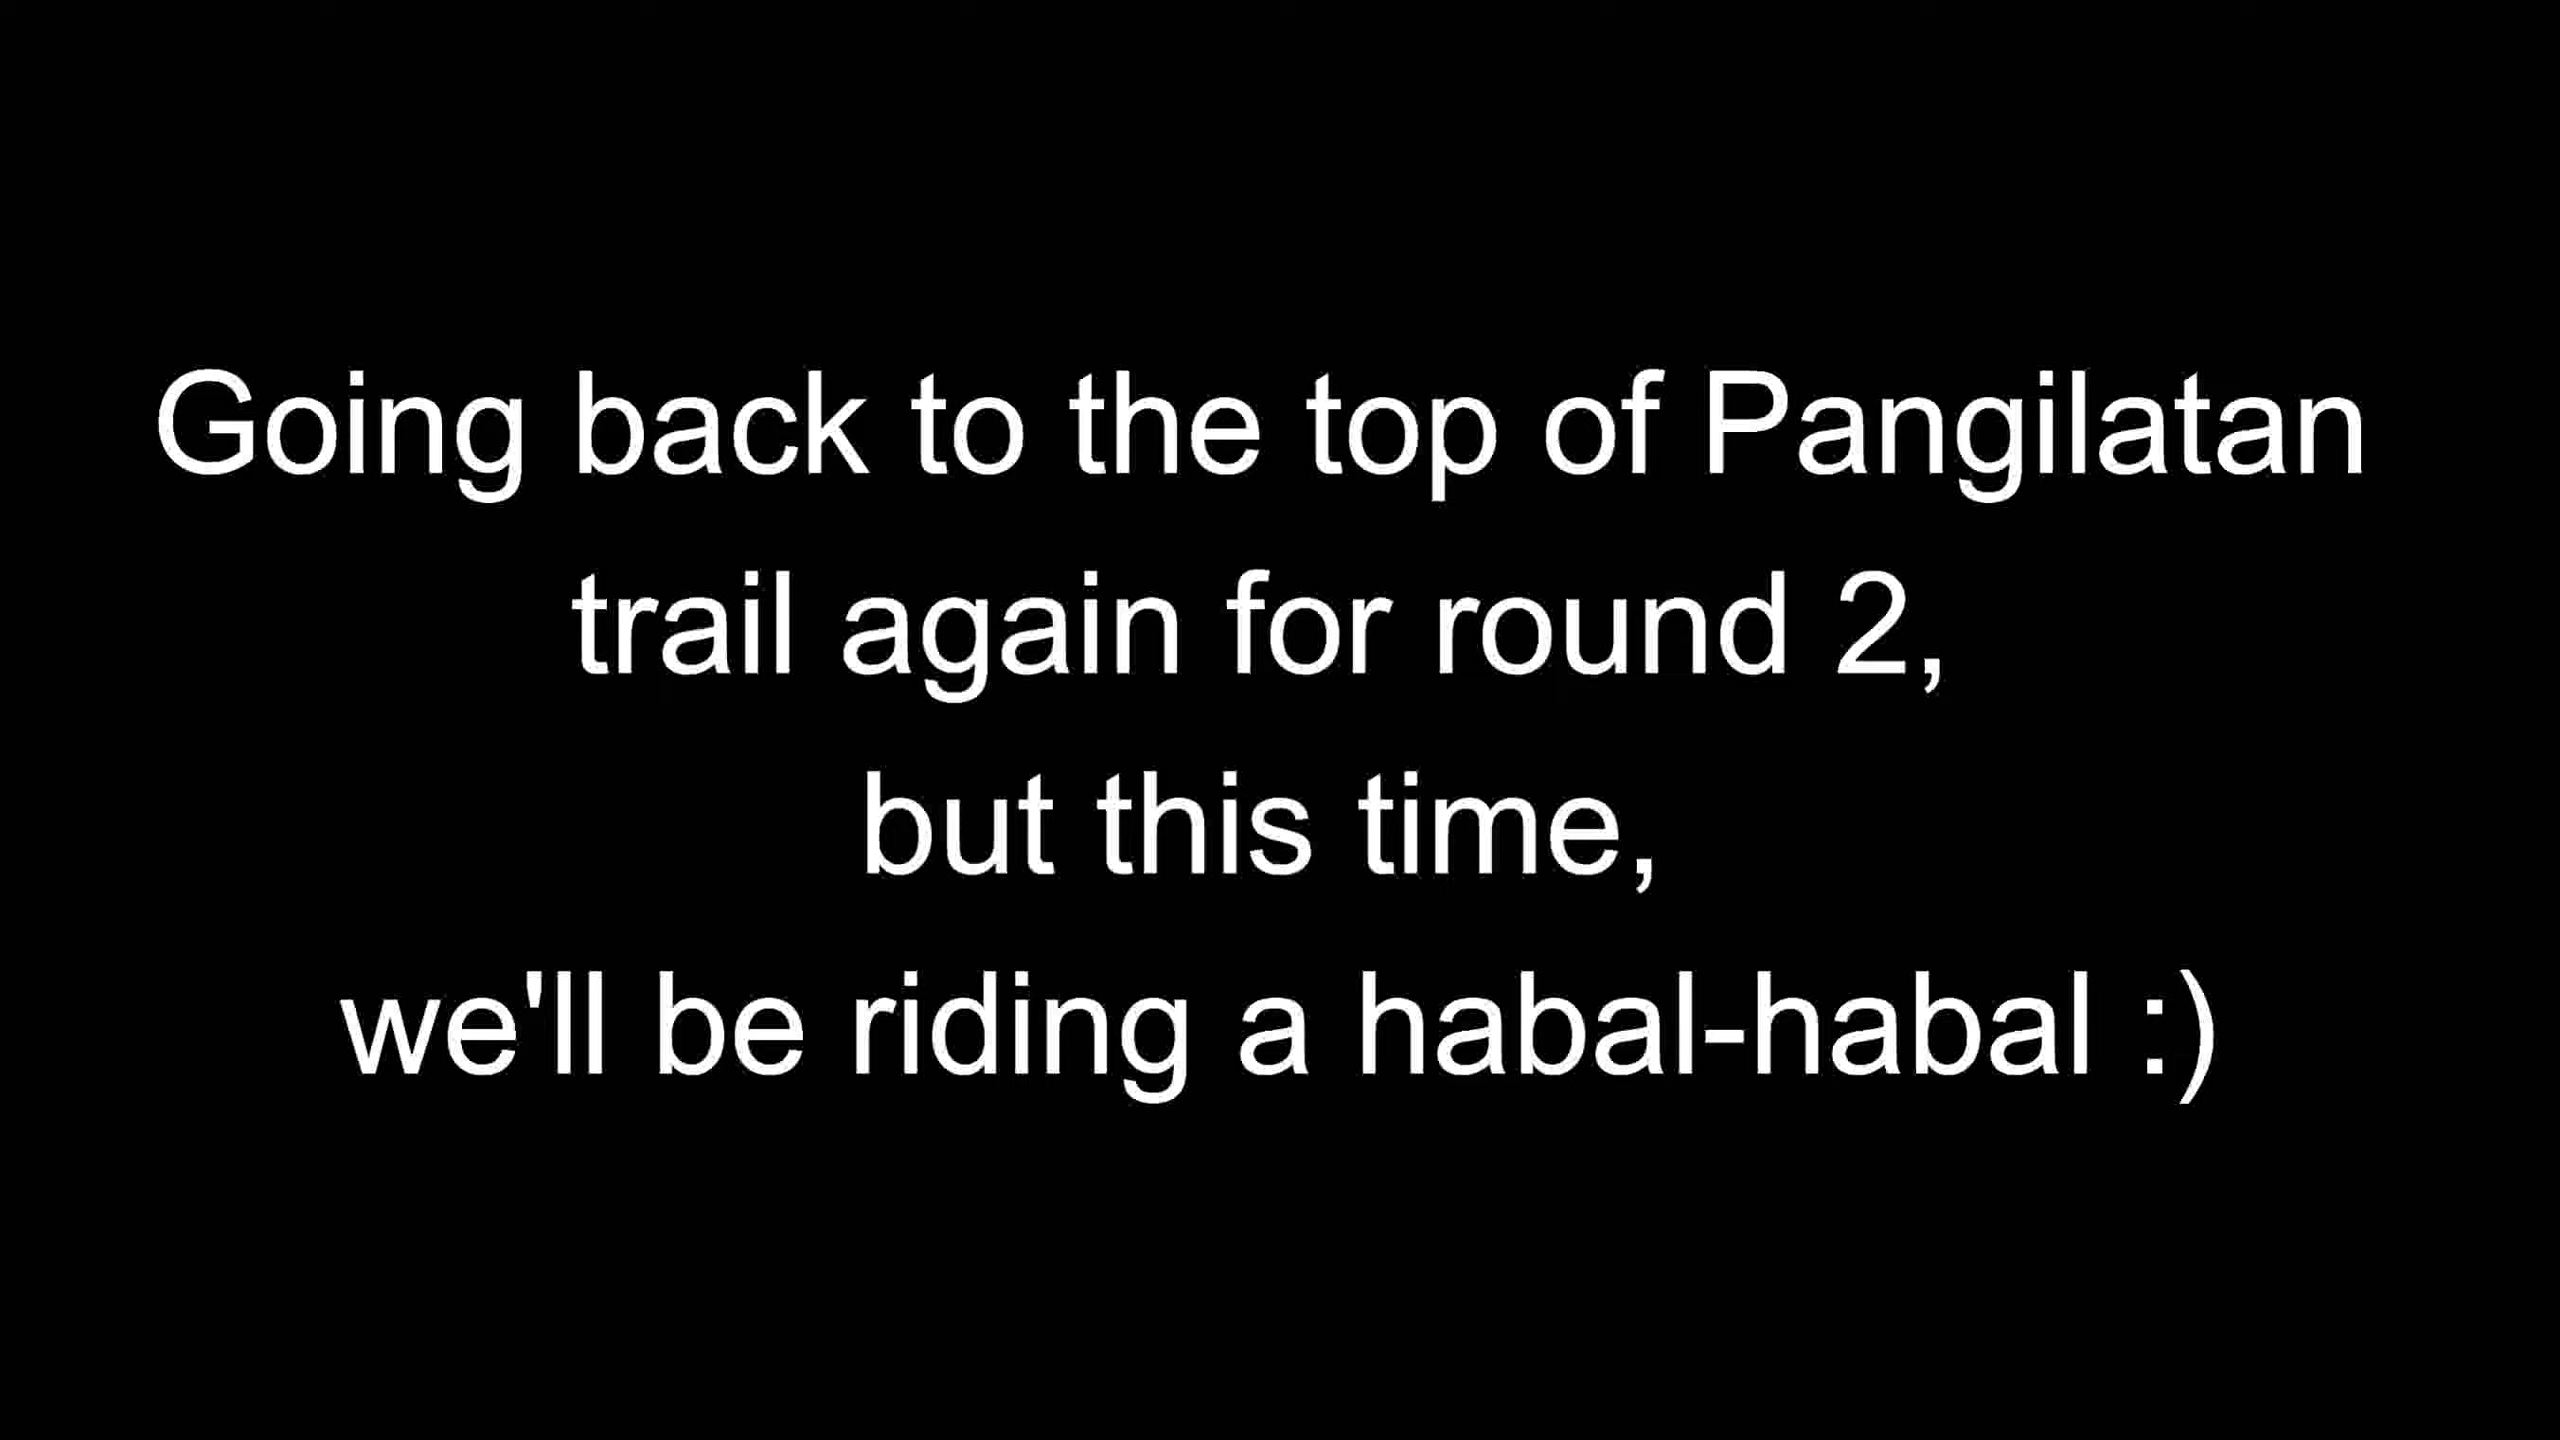 Going back to the top of Pangilatan
trail again for round 2,
but this time,
we'll be riding a habal-habal :)